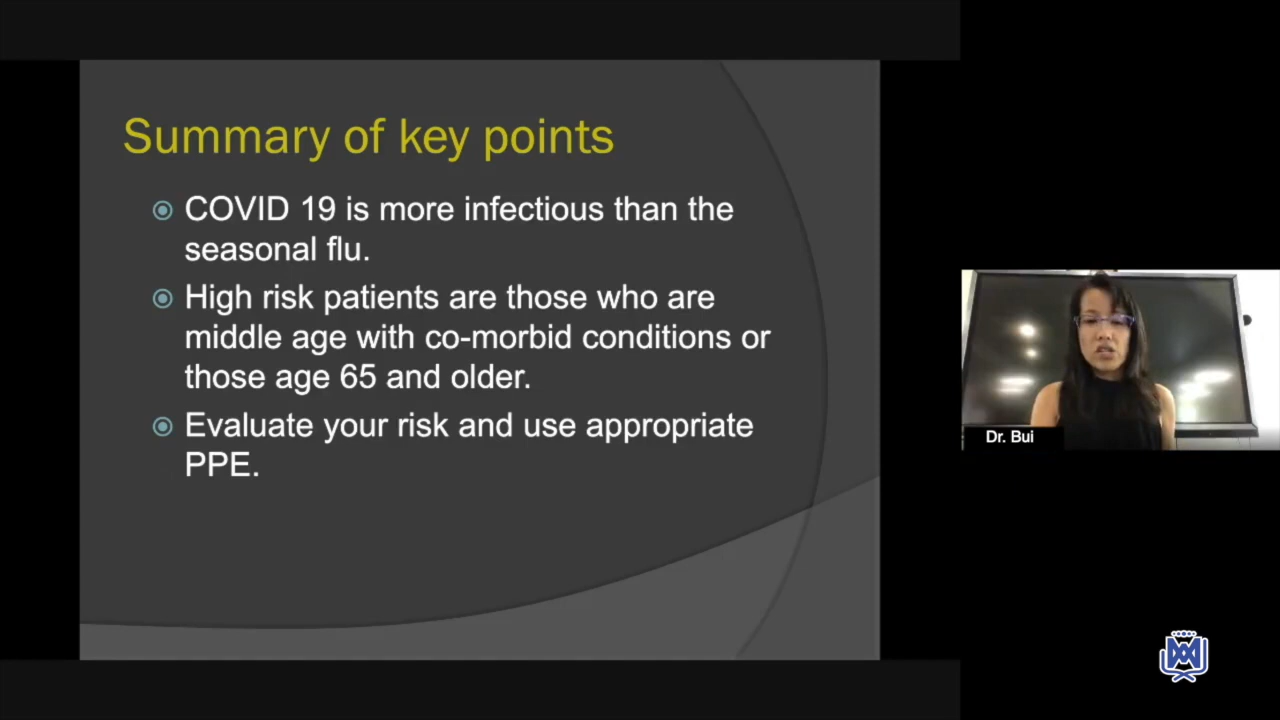 Summary of key points
COVID 19 is more infectious than the
seasonal flu.
High risk patients are those who are
middle age with co-morbid conditions or
those age 65 and older.
Evaluate your risk and use appropriate
PPE.
Dr. Bui